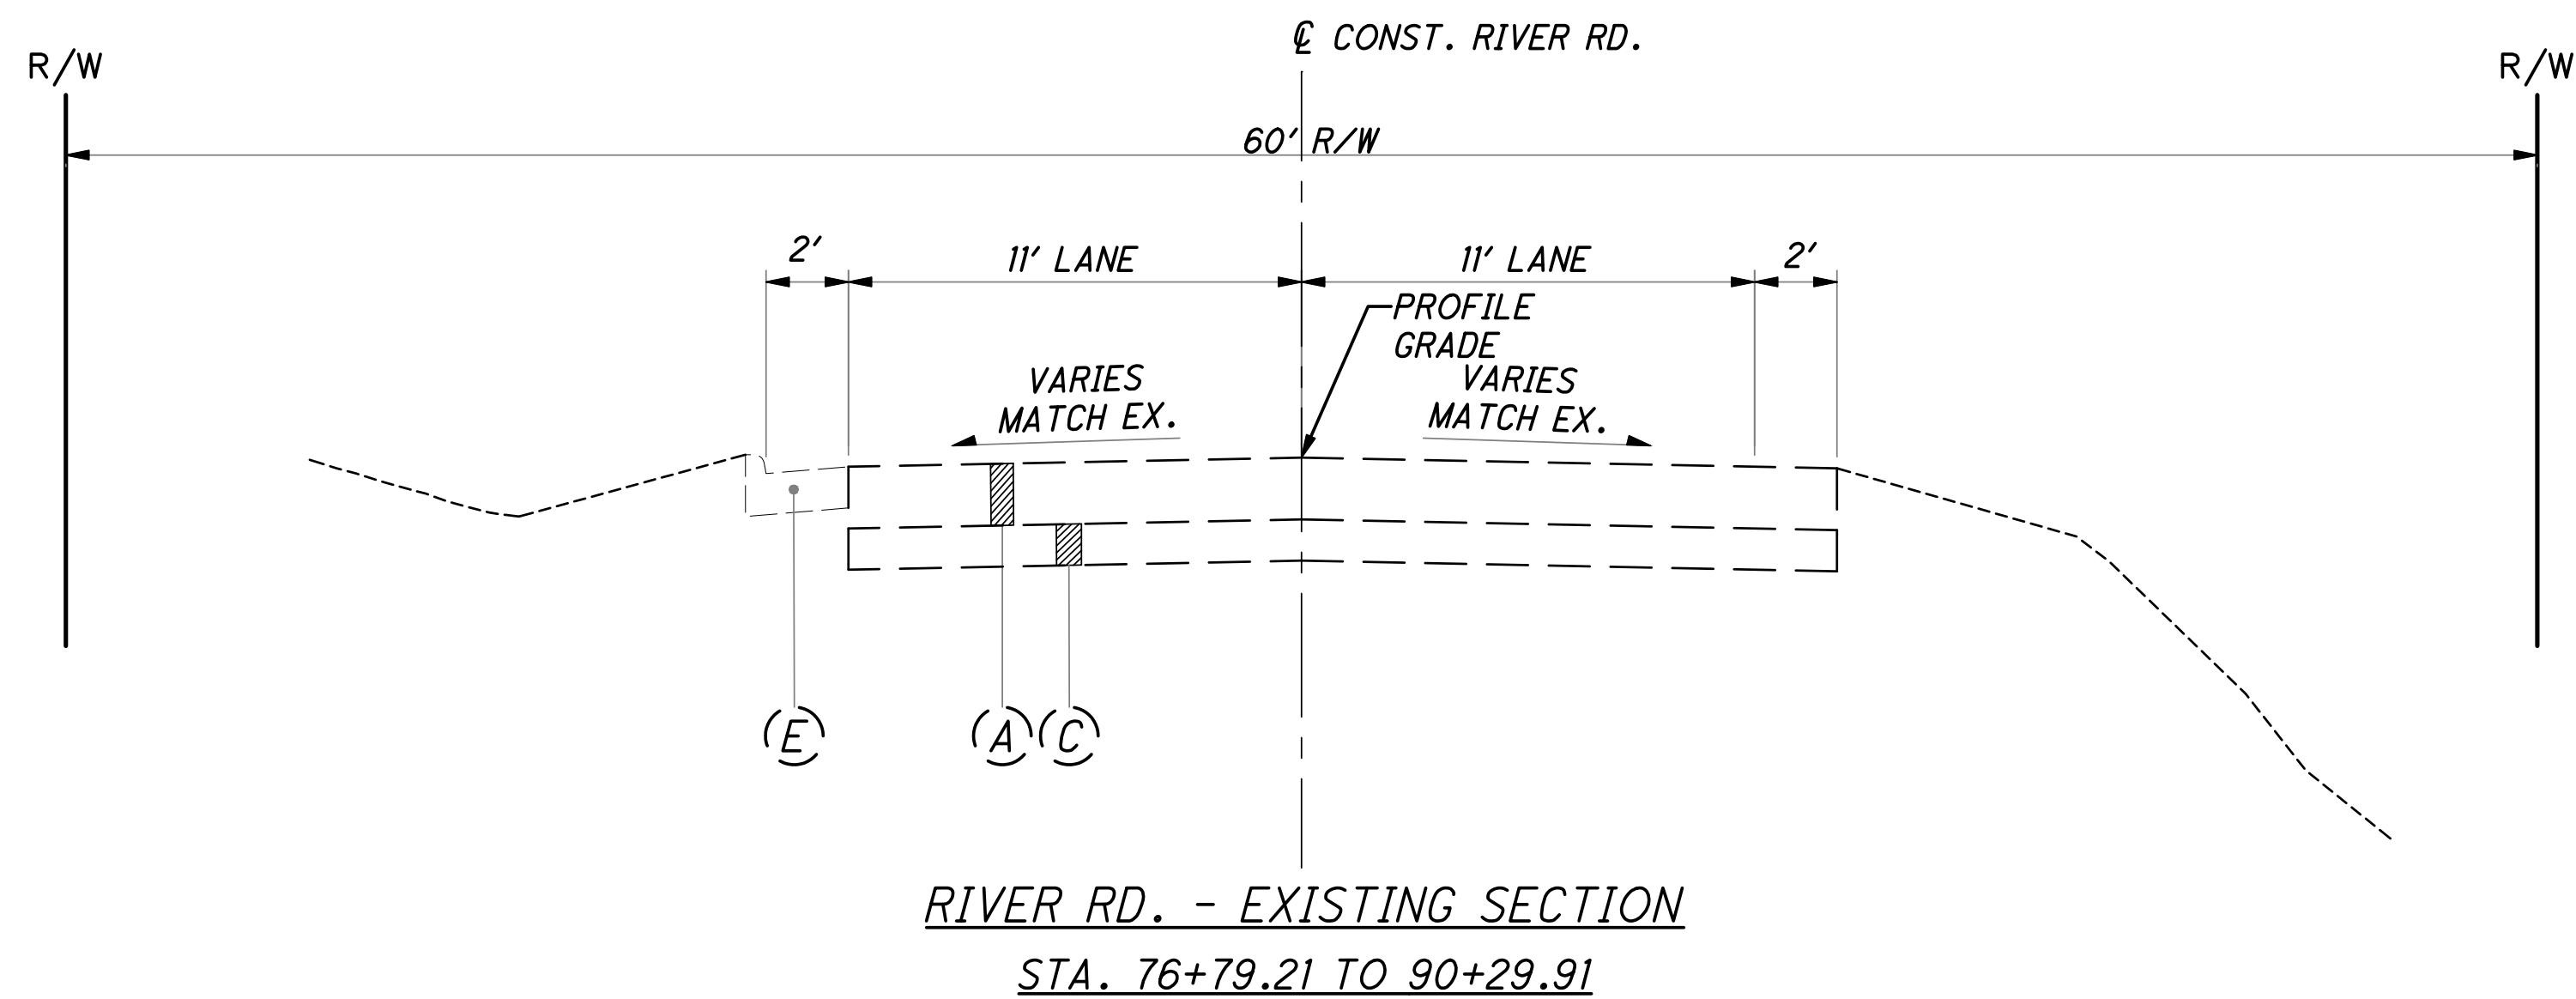 ℄ CONST. RIVER RD.
R/W
R/W
60' R/W
2'
11' LANE
11' LANE
2'
PROFILE
GRADE
VARIES
MATCH EX.
VARIES
MATCH EX.
E
A
C
RIVER RD. - EXISTING SECTION
STA. 76+79.21 TO 90+29.91